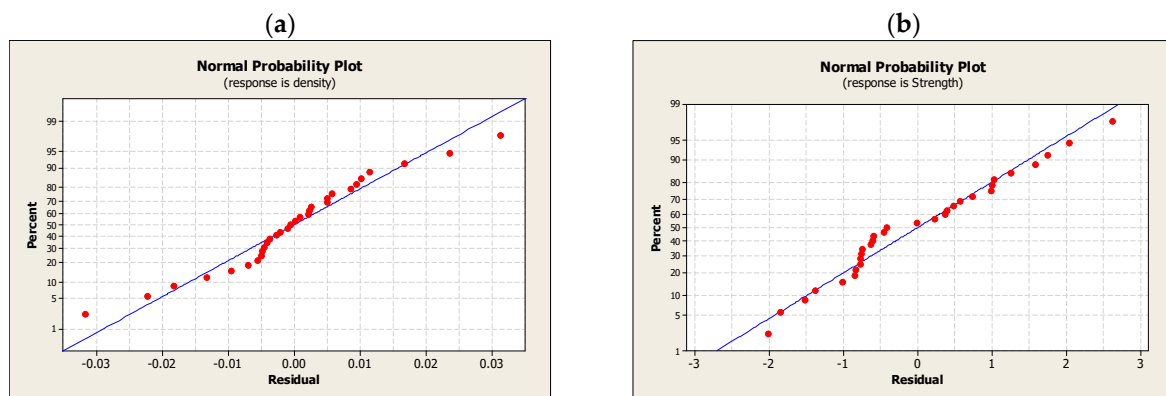 (a)
Normal Probability Plot
(response is density)
99
95
90
80
70
60
50
40
30
20
10
5
1
Percent
-0.03 -0.02 -0.01 0.00 0.01 0.02 0.03
Residual
(b)
Normal Probability Plot
(response is Strength)
99
95
90
80
70
60
50
40
30
20
10
5
1
Percent
-3 -2 -1 0 1 2 3
Residual